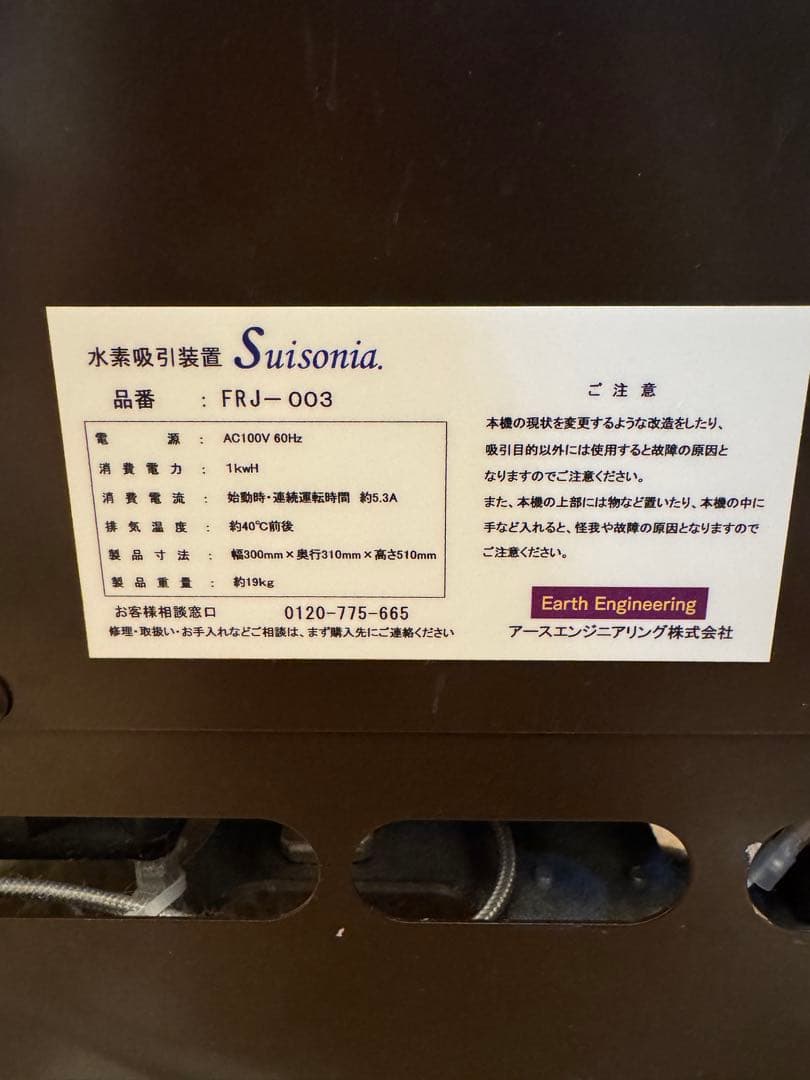 水素吸引装置 Suisonia.
品番 : FRJ-003
電源 : AC100V 60Hz
消費電力 : 1kwH
消費電流 : 始動時・連続運転時間 約5.3A
排気温度 : 約40℃前後
製品寸法 : 幅300mm×奥行310mm×高さ510mm
製品重量 : 約19kg
お客様相談窓口 0120-775-665
修理・取扱い・お手入れなどご相談は、まず購入先にご連絡ください
ご注意
本機の現状を変更するような改造をしたり、
吸引目的以外には使用すると故障の原因と
なりますのでご注意ください。
また、本機の上部には物など置いたり、本機の中に
手など入れると、怪我や故障の原因となりますので
ご注意ください。
Earth Engineering
アースエンジニアリング株式会社